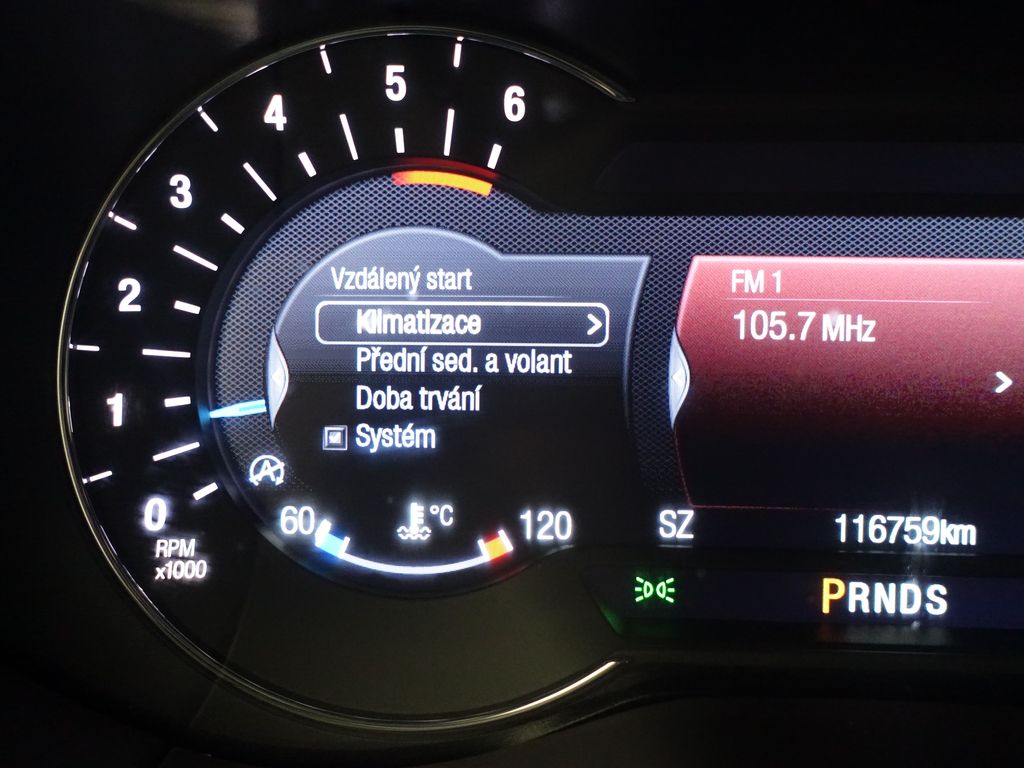 6
5
4
3
2
1
0
RPM
x1000
Vzdálený start
Klimatizace >
Přední sed. a volant
Doba trvání
Systém
A
60
°C
120
FM 1
105.7 MHz
>
SZ
116759km
PRNDS